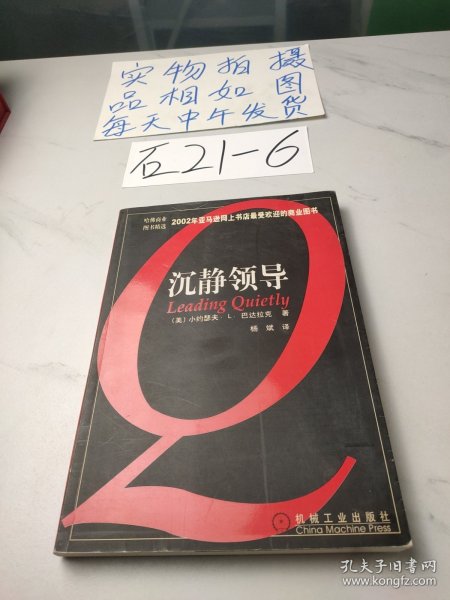 实物拍摄
品相如图
每天中午发货
石21-6
哈佛商业
图书精选
2002年亚马逊网上书店最受欢迎的商业图书
沉静领导
Leading Quietly
(美) 小约瑟夫·L·巴达拉克 著
杨斌 译
机械工业出版社
China Machine Press
孔夫子旧书网
www.kongfz.com